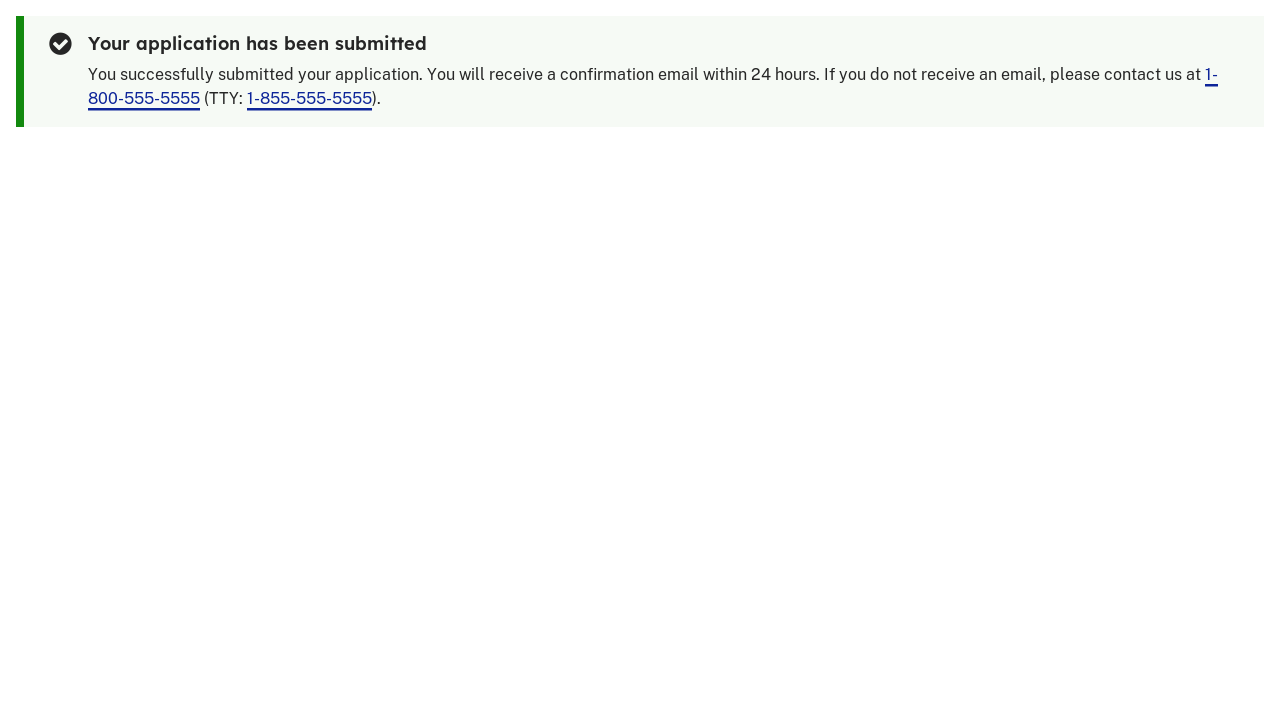 Your application has been submitted
You successfully submitted your application. You will receive a confirmation email within 24 hours. If you do not receive an email, please contact us at 1-
800-555-5555 (TTY: 1-855-555-5555).